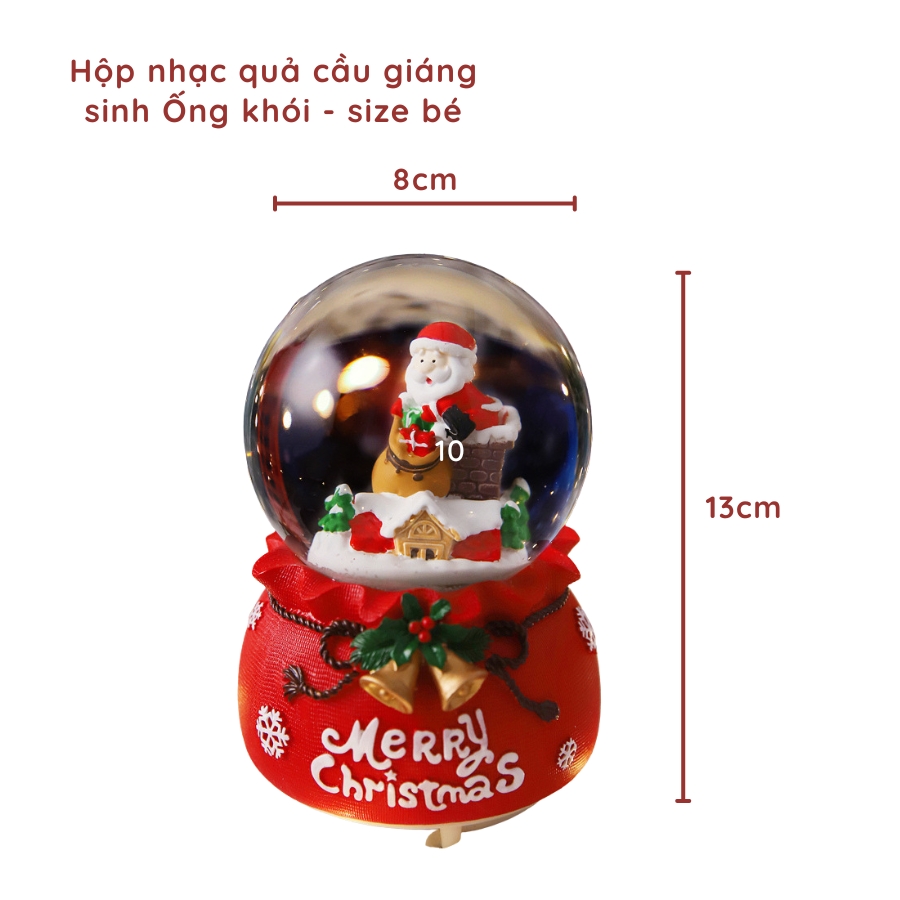 Hộp nhạc quả cầu giáng
sinh Ống khói - size bé
8cm
10
13cm
Merry
Christmas